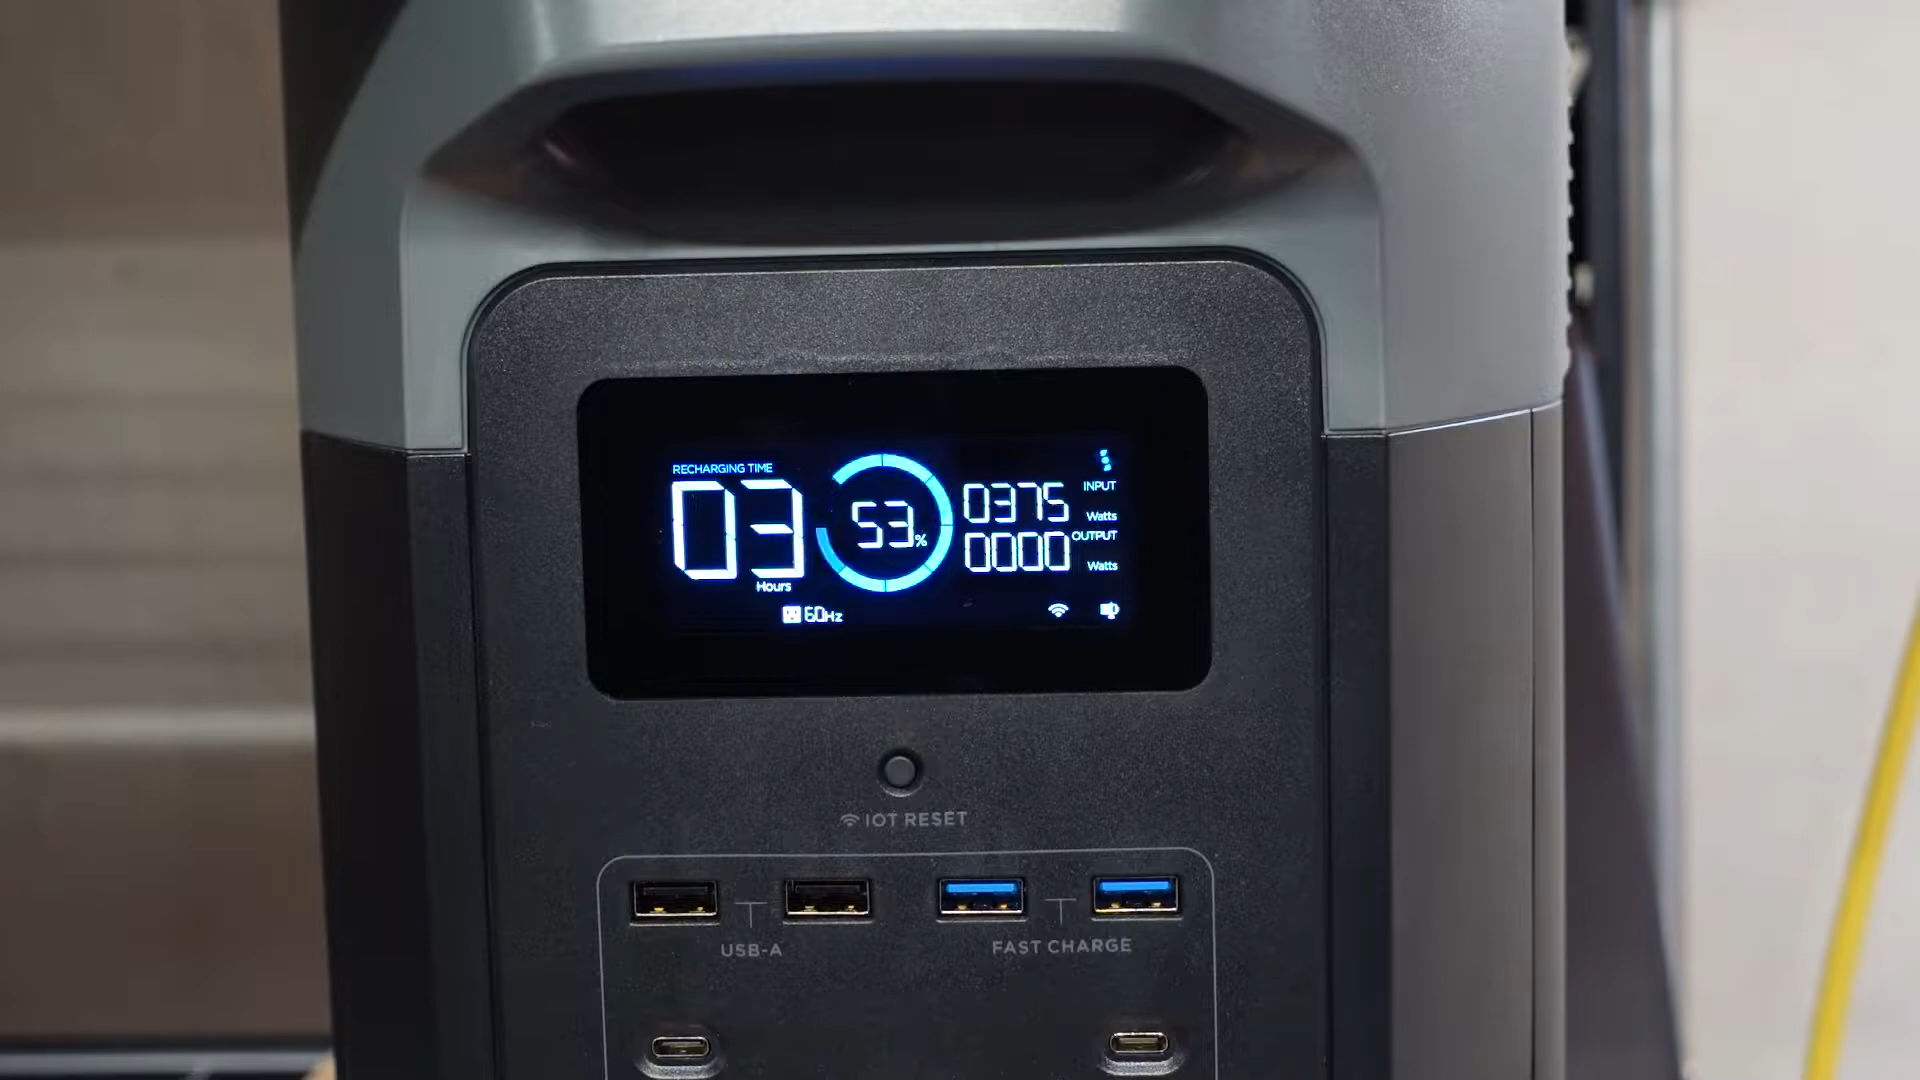 RECHARGING TIME
03
Hours
53%
0375 INPUT Watts
0000 OUTPUT Watts
60Hz
IOT RESET
USB-A
FAST CHARGE